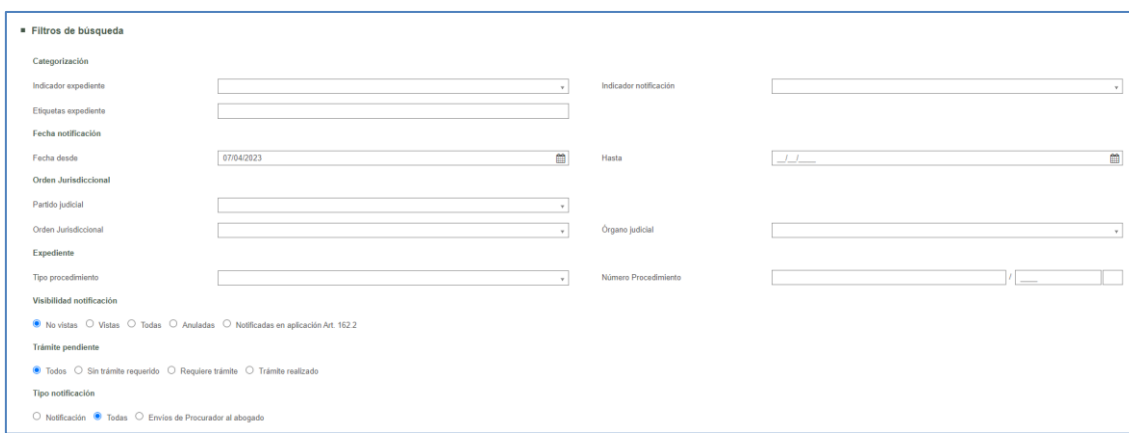 Filtros de búsqueda
Categorización
Indicador expediente
Indicador notificación
Etiquetas expediente
Fecha notificación
Fecha desde 07/04/2023
Hasta __/__/____
Orden Jurisdiccional
Partido judicial
Orden Jurisdiccional
Órgano judicial
Expediente
Tipo procedimiento
Número Procedimiento / ____
Visibilidad notificación
No vistas Vistas Todas Anuladas Notificadas en aplicación Art. 162.2
Trámite pendiente
Todos Sin trámite requerido Requiere trámite Trámite realizado
Tipo notificación
Notificación Todas Envíos de Procurador al abogado